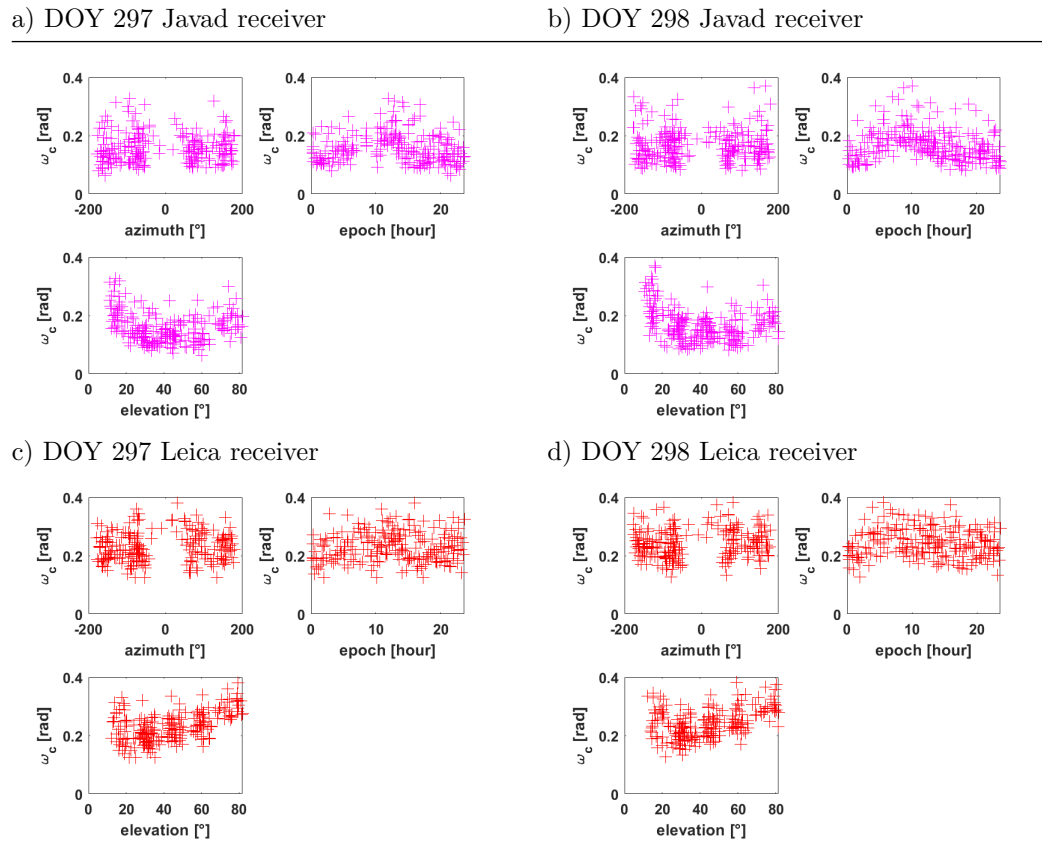 a) DOY 297 Javad receiver
b) DOY 298 Javad receiver
0.4
0.2
0
ω_c [rad]
-200 0 200
azimuth [°]
0.4
0.2
0
ω_c [rad]
0 10 20
epoch [hour]
0.4
0.2
0
ω_c [rad]
-200 0 200
azimuth [°]
0.4
0.2
0
ω_c [rad]
0 10 20
epoch [hour]
0.4
0.2
0
ω_c [rad]
0 20 40 60 80
elevation [°]
0.4
0.2
0
ω_c [rad]
0 20 40 60 80
elevation [°]
c) DOY 297 Leica receiver
d) DOY 298 Leica receiver
0.4
0.2
0
ω_c [rad]
-200 0 200
azimuth [°]
0.4
0.2
0
ω_c [rad]
0 10 20
epoch [hour]
0.4
0.2
0
ω_c [rad]
-200 0 200
azimuth [°]
0.4
0.2
0
ω_c [rad]
0 10 20
epoch [hour]
0.4
0.2
0
ω_c [rad]
0 20 40 60 80
elevation [°]
0.4
0.2
0
ω_c [rad]
0 20 40 60 80
elevation [°]